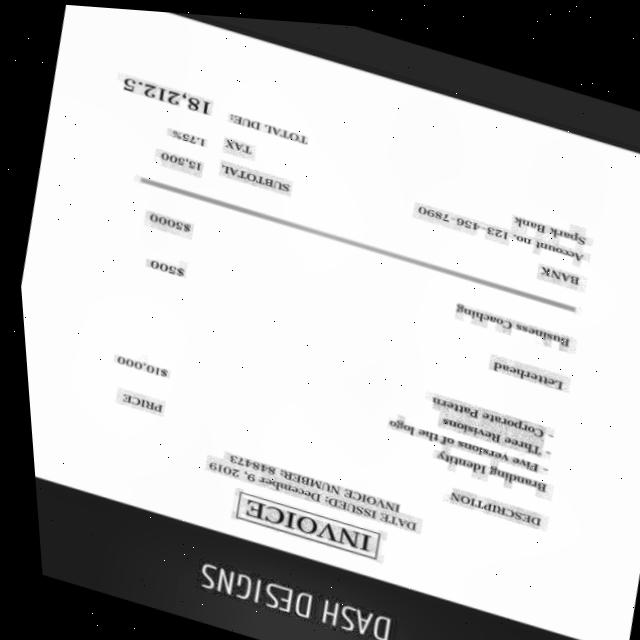 DASH DESIGNS
INVOICE
DATE ISSUED: December 9, 2019
INVOICE NUMBER: 848473
DESCRIPTION PRICE
Branding Identity $10,000
- Five versions of the logo
- Three Revisions
- Corporate Pattern
Letterhead $500
Business Coaching $5000
BANK SUBTOTAL 15,500
Account no. 123-456-7890 TAX 1.75%
Spark Bank TOTAL DUE: 18,212.5